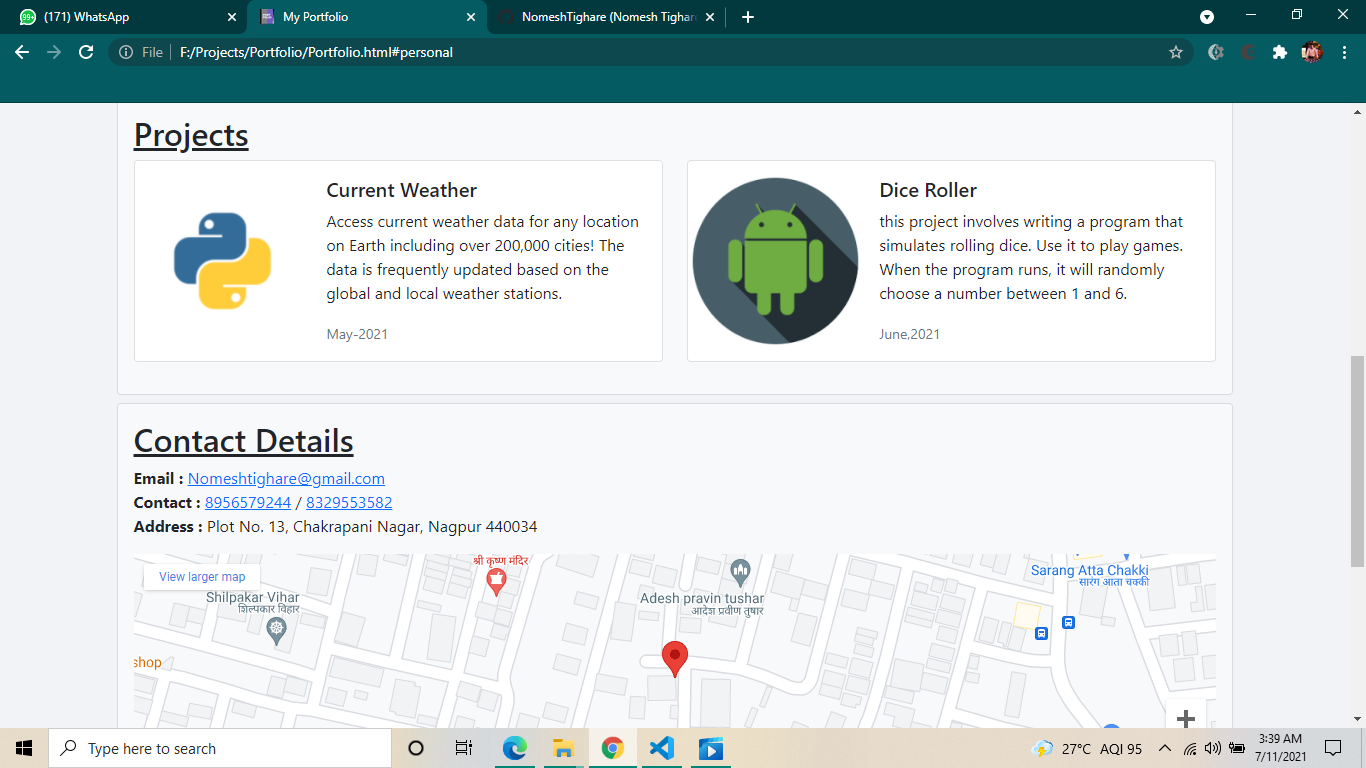 99+ (171) WhatsApp
My Portfolio
NomeshTighare (Nomesh Tighar
File
F:/Projects/Portfolio/Portfolio.html#personal
Projects
Current Weather
Access current weather data for any location
on Earth including over 200,000 cities! The
data is frequently updated based on the
global and local weather stations.
May-2021
Dice Roller
this project involves writing a program that
simulates rolling dice. Use it to play games.
When the program runs, it will randomly
choose a number between 1 and 6.
June,2021
Contact Details
Email : Nomeshtighare@gmail.com
Contact : 8956579244 / 8329553582
Address : Plot No. 13, Chakrapani Nagar, Nagpur 440034
View larger map
श्री कृष्ण मंदिर
Sarang Atta Chakki
सारंग आता चक्की
Shilpakar Vihar
शिल्पकार विहार
Adesh pravin tushar
आदेश प्रवीण तुषार
shop
Type here to search
27°C AQI 95
3:39 AM
7/11/2021